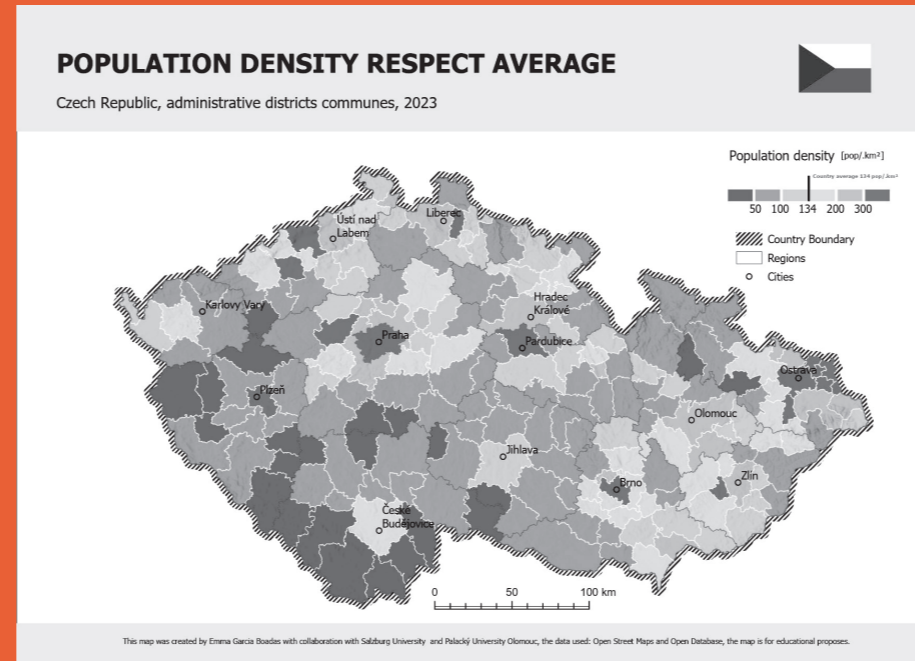 POPULATION DENSITY RESPECT AVERAGE
Czech Republic, administrative districts communes, 2023
Population density [pop/.km²]
Country average 134 pop/.km²
50 100 134 200 300
Country Boundary
Regions
Cities
Liberec
Ústí nad
Labem
Karlovy Vary
Hradec
Králové
Praha
Pardubice
Ostrava
Plzeň
Olomouc
Jihlava
Zlín
Brno
České
Budějovice
0 50 100 km
This map was created by Emma Garcia Boadas with collaboration with Salzburg University and Palacký University Olomouc, the data used: Open Street Maps and Open Database, the map is for educational proposes.